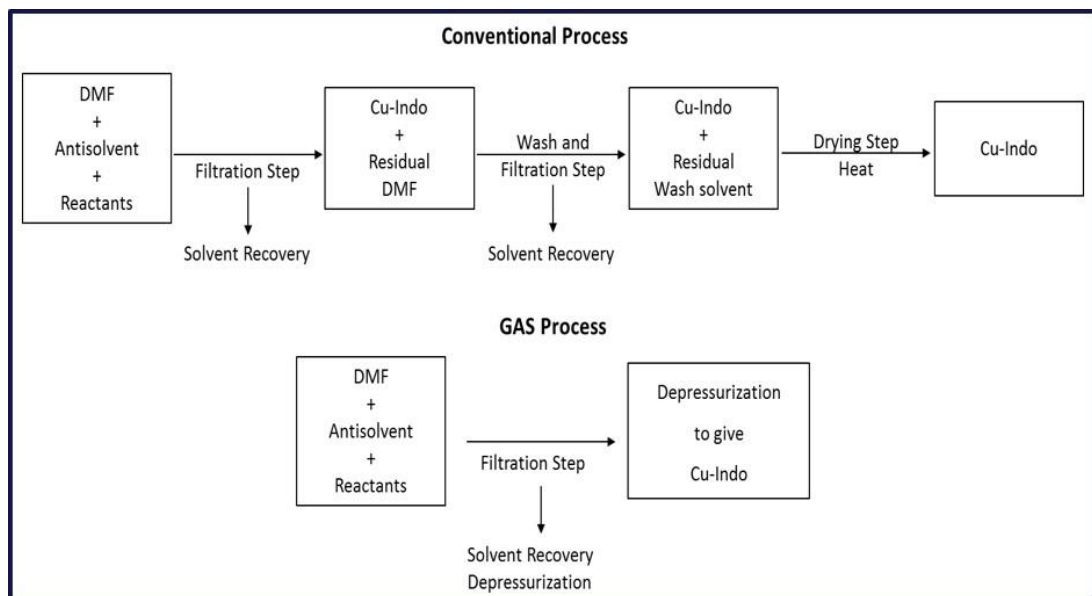 Conventional Process
DMF
+
Antisolvent
+
Reactants
Filtration Step
Solvent Recovery
Cu-Indo
+
Residual
DMF
Wash and
Filtration Step
Solvent Recovery
Cu-Indo
+
Residual
Wash solvent
Drying Step
Heat
Cu-Indo
GAS Process
DMF
+
Antisolvent
+
Reactants
Filtration Step
Solvent Recovery
Depressurization
Depressurization
to give
Cu-Indo